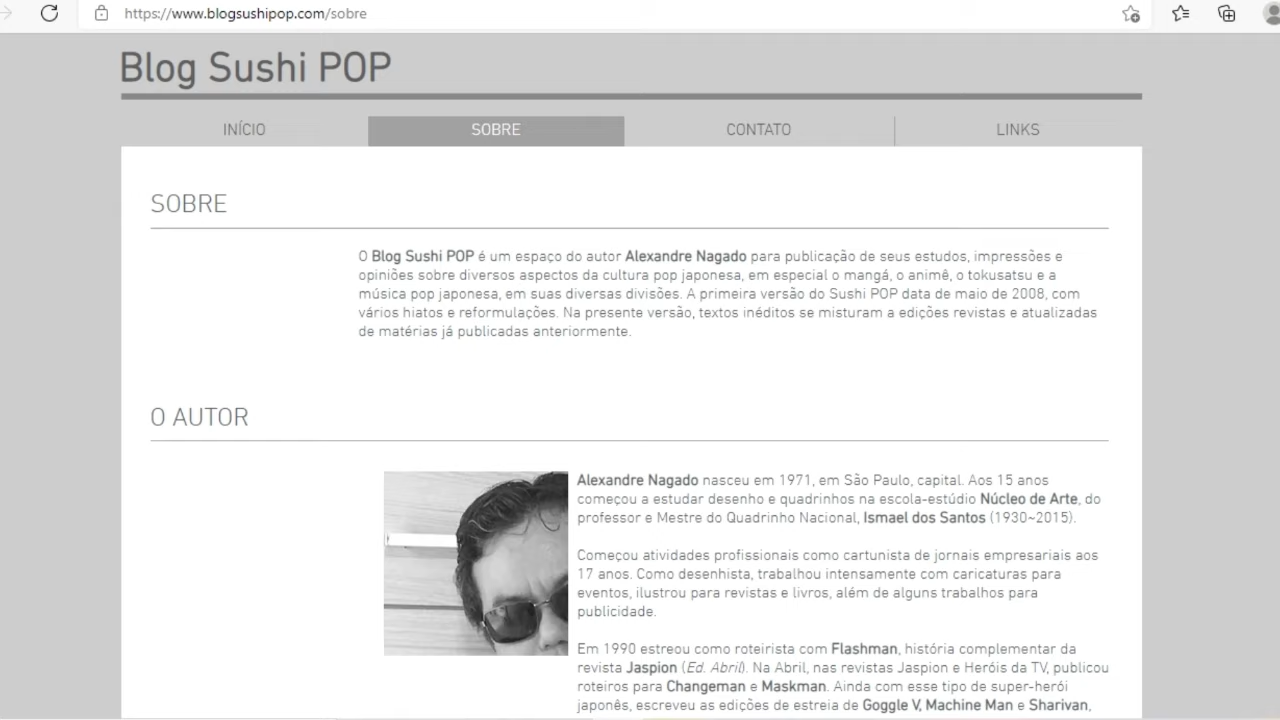 https://www.blogsushipop.com/sobre
Blog Sushi POP
INÍCIO SOBRE CONTATO LINKS
SOBRE
O Blog Sushi POP é um espaço do autor Alexandre Nagado para publicação de seus estudos, impressões e
opiniões sobre diversos aspectos da cultura pop japonesa, em especial o mangá, o animê, o tokusatsu e a
música pop japonesa, em suas diversas divisões. A primeira versão do Sushi POP data de maio de 2008, com
vários hiatos e reformulações. Na presente versão, textos inéditos se misturam a edições revistas e atualizadas
de matérias já publicadas anteriormente.
O AUTOR
Alexandre Nagado nasceu em 1971, em São Paulo, capital. Aos 15 anos
começou a estudar desenho e quadrinhos na escola-estúdio Núcleo de Arte, do
professor e Mestre do Quadrinho Nacional, Ismael dos Santos (1930~2015).
Começou atividades profissionais como cartunista de jornais empresariais aos
17 anos. Como desenhista, trabalhou intensamente com caricaturas para
eventos, ilustrou para revistas e livros, além de alguns trabalhos para
publicidade.
Em 1990 estreou como roteirista com Flashman, história complementar da
revista Jaspion (Ed. Abril). Na Abril, nas revistas Jaspion e Heróis da TV, publicou
roteiros para Changeman e Maskman. Ainda com esse tipo de super-herói
japonês, escreveu as edições de estreia de Goggle V, Machine Man e Sharivan,